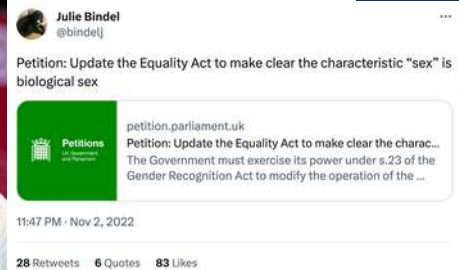 Julie Bindel
@bindelj
Petition: Update the Equality Act to make clear the characteristic “sex” is
biological sex
Petitions
UK Government
and Parliament
petition.parliament.uk
Petition: Update the Equality Act to make clear the charac...
The Government must exercise its power under s.23 of the
Gender Recognition Act to modify the operation of the ...
11:47 PM · Nov 2, 2022
28 Retweets 6 Quotes 83 Likes